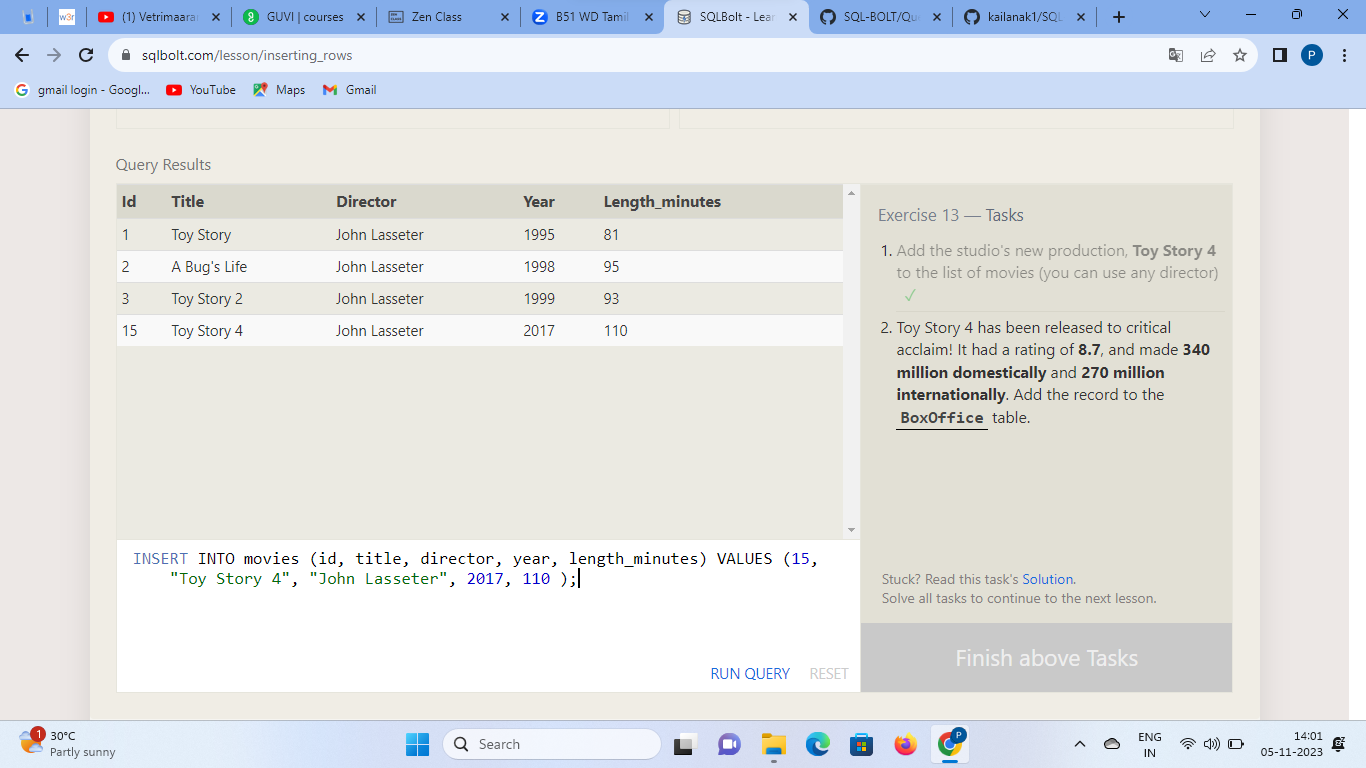 (1) Vetrimaara
GUVI | courses
Zen Class
B51 WD Tamil
SQLBolt - Lear
SQL-BOLT/Qu
kailanak1/SQL
sqlbolt.com/lesson/inserting_rows
P
gmail login - Googl...
YouTube
Maps
Gmail
Query Results
Id Title Director Year Length_minutes
1 Toy Story John Lasseter 1995 81
2 A Bug's Life John Lasseter 1998 95
3 Toy Story 2 John Lasseter 1999 93
15 Toy Story 4 John Lasseter 2017 110
Exercise 13 — Tasks
1. Add the studio's new production, Toy Story 4
to the list of movies (you can use any director)
✓
2. Toy Story 4 has been released to critical
acclaim! It had a rating of 8.7, and made 340
million domestically and 270 million
internationally. Add the record to the
BoxOffice table.
INSERT INTO movies (id, title, director, year, length_minutes) VALUES (15,
"Toy Story 4", "John Lasseter", 2017, 110 );
RUN QUERY RESET
Stuck? Read this task's Solution.
Solve all tasks to continue to the next lesson.
Finish above Tasks
1
30°C
Partly sunny
Search
P
ENG
IN
14:01
05-11-2023